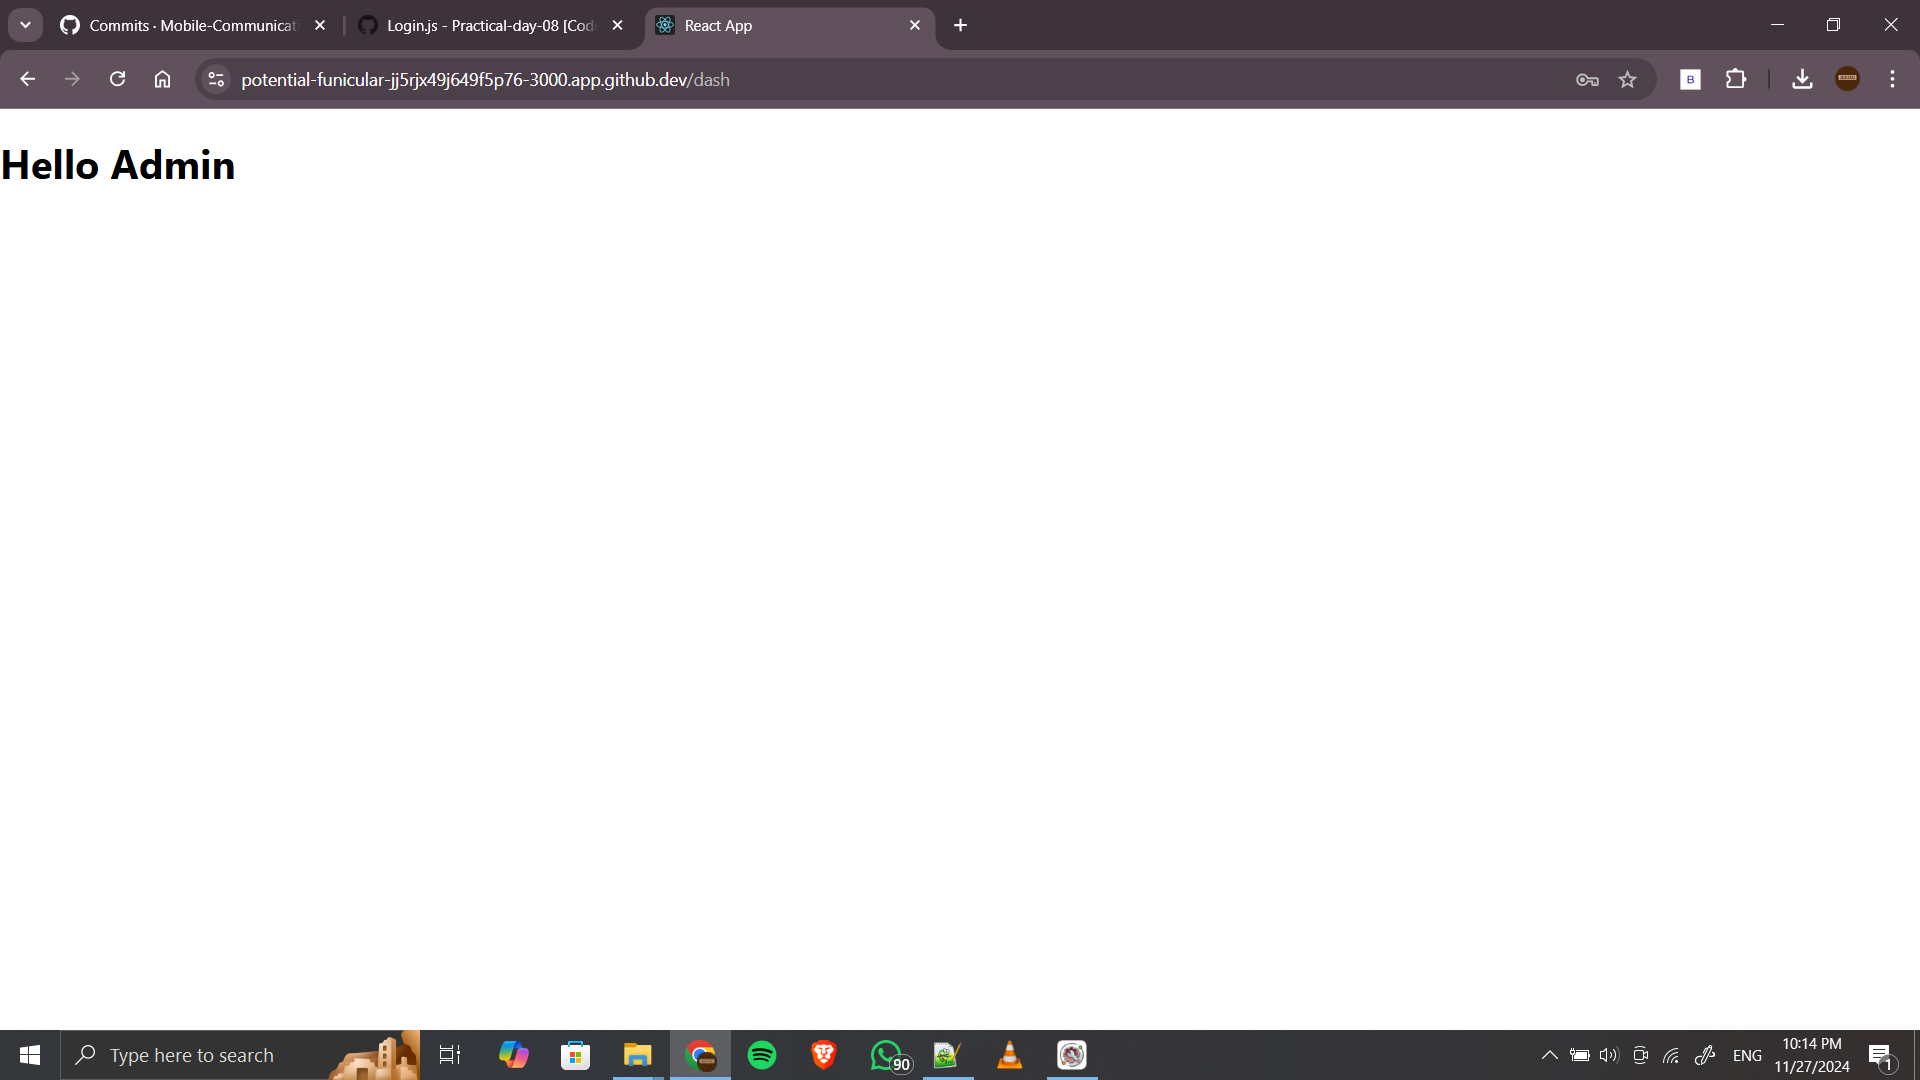 Commits · Mobile-Communicati
Login.js - Practical-day-08 [Cod
React App
potential-funicular-jj5rjx49j649f5p76-3000.app.github.dev/dash
B
Hello Admin
Type here to search
90
ENG
10:14 PM
11/27/2024
1